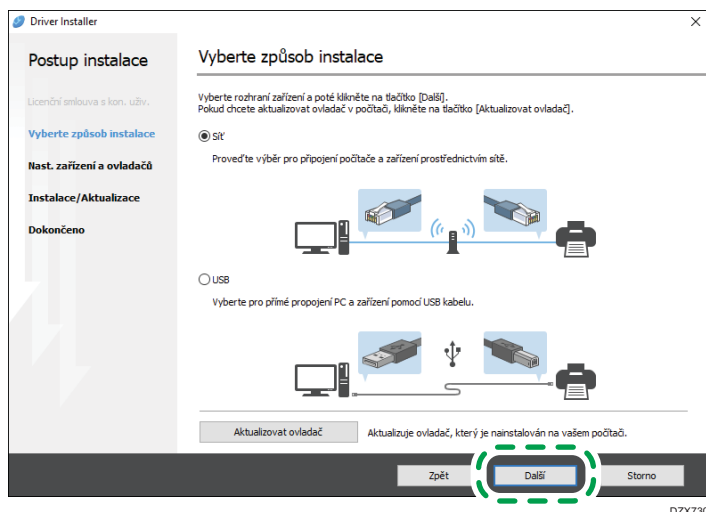 Driver Installer
Postup instalace
Licenční smlouva s kon. uživ.
Vyberte způsob instalace
Nast. zařízení a ovladačů
Instalace/Aktualizace
Dokončeno
Vyberte způsob instalace
Vyberte rozhraní zařízení a poté klikněte na tlačítko [Další].
Pokud chcete aktualizovat ovladač v počítači, klikněte na tlačítko [Aktualizovat ovladač].
Síť
Proveďte výběr pro připojení počítače a zařízení prostřednictvím sítě.
USB
Vyberte pro přímé propojení PC a zařízení pomocí USB kabelu.
Aktualizovat ovladač
Aktualizuje ovladač, který je nainstalován na vašem počítači.
Zpět
Další
Storno